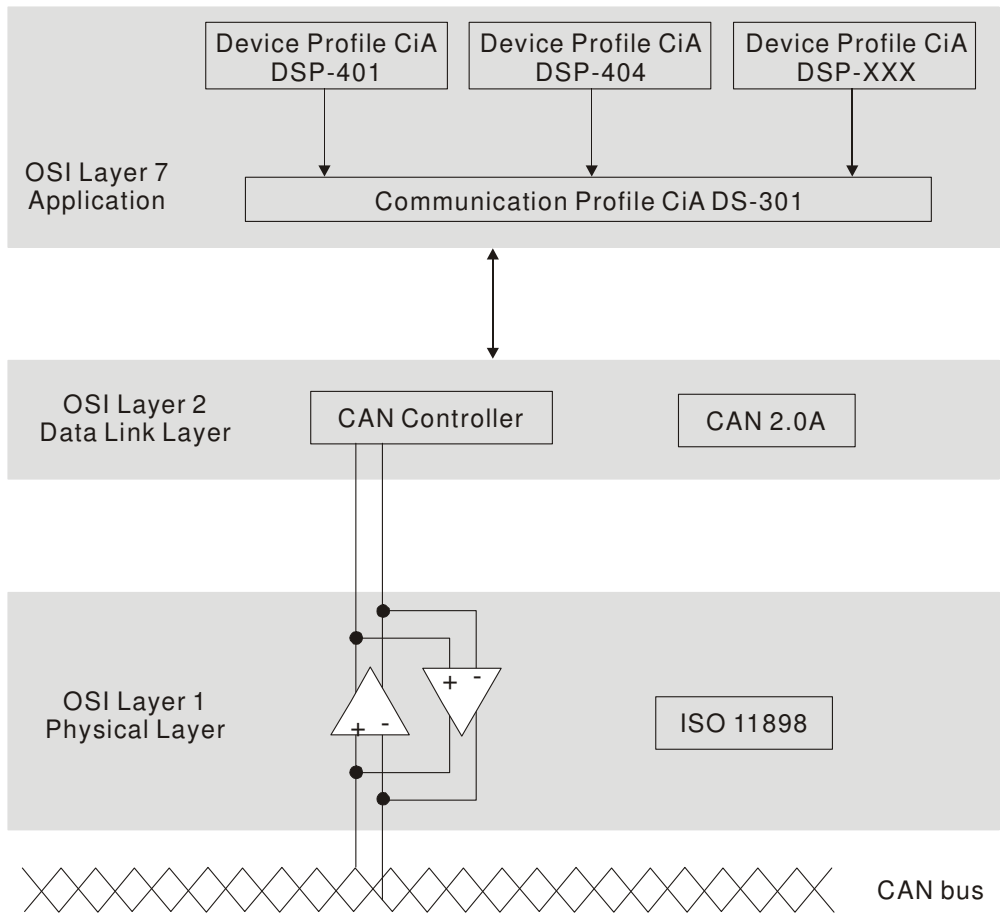 Device Profile CiA
DSP-401
Device Profile CiA
DSP-404
Device Profile CiA
DSP-XXX
OSI Layer 7
Application
Communication Profile CiA DS-301
OSI Layer 2
Data Link Layer
CAN Controller
CAN 2.0A
OSI Layer 1
Physical Layer
+ -
+ -
ISO 11898
CAN bus